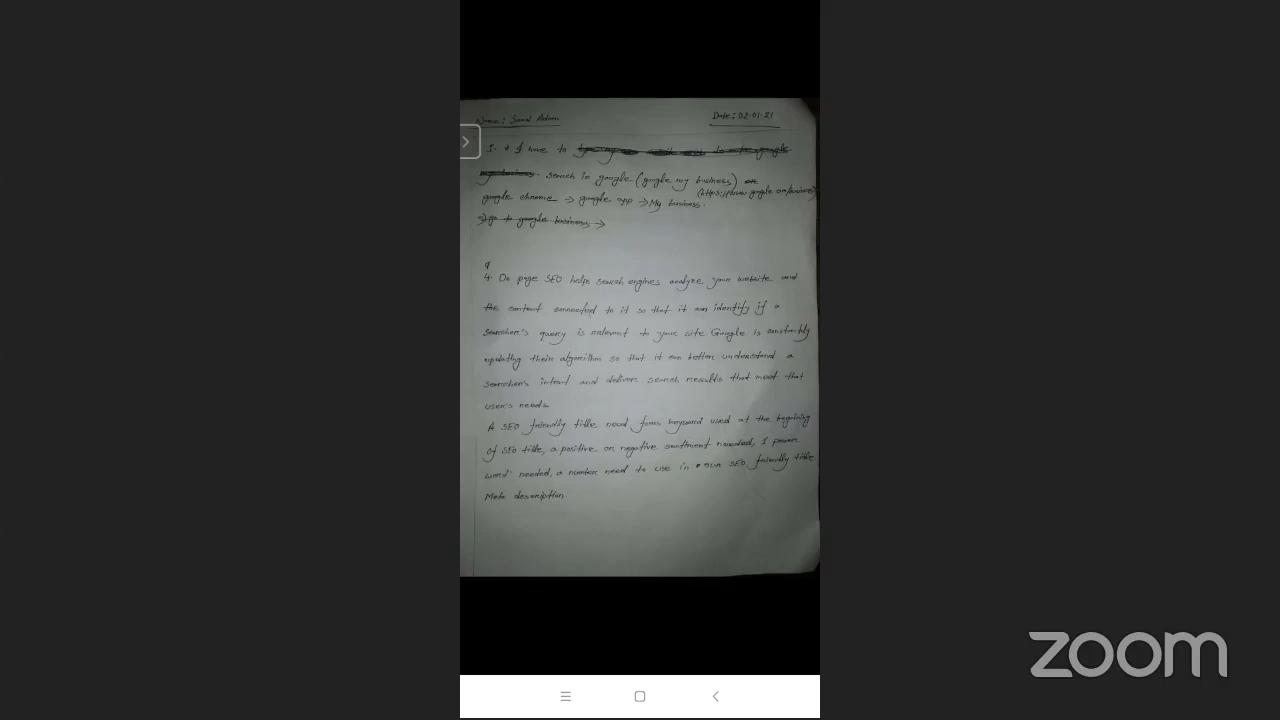 Name: Date: 02.01.21
1. → I have to
search in google (google my business)
google chrome → google app → My business.
→ go to google business →
4. On page SEO helps search engines analyze your website and
the content connected to it so that it can identify if a
searcher's query is relevant to your site Google is constantly
updating their algorithm so that it can better understand a
searcher's intent and deliver search results that meet that
user's needs.
A SEO friendly title need focus keyword used at the begaining
of SEO title, a positive or negative sentiment needed, 1 power
word needed, a number need to use in our SEO friendly title
Meta description
zoom